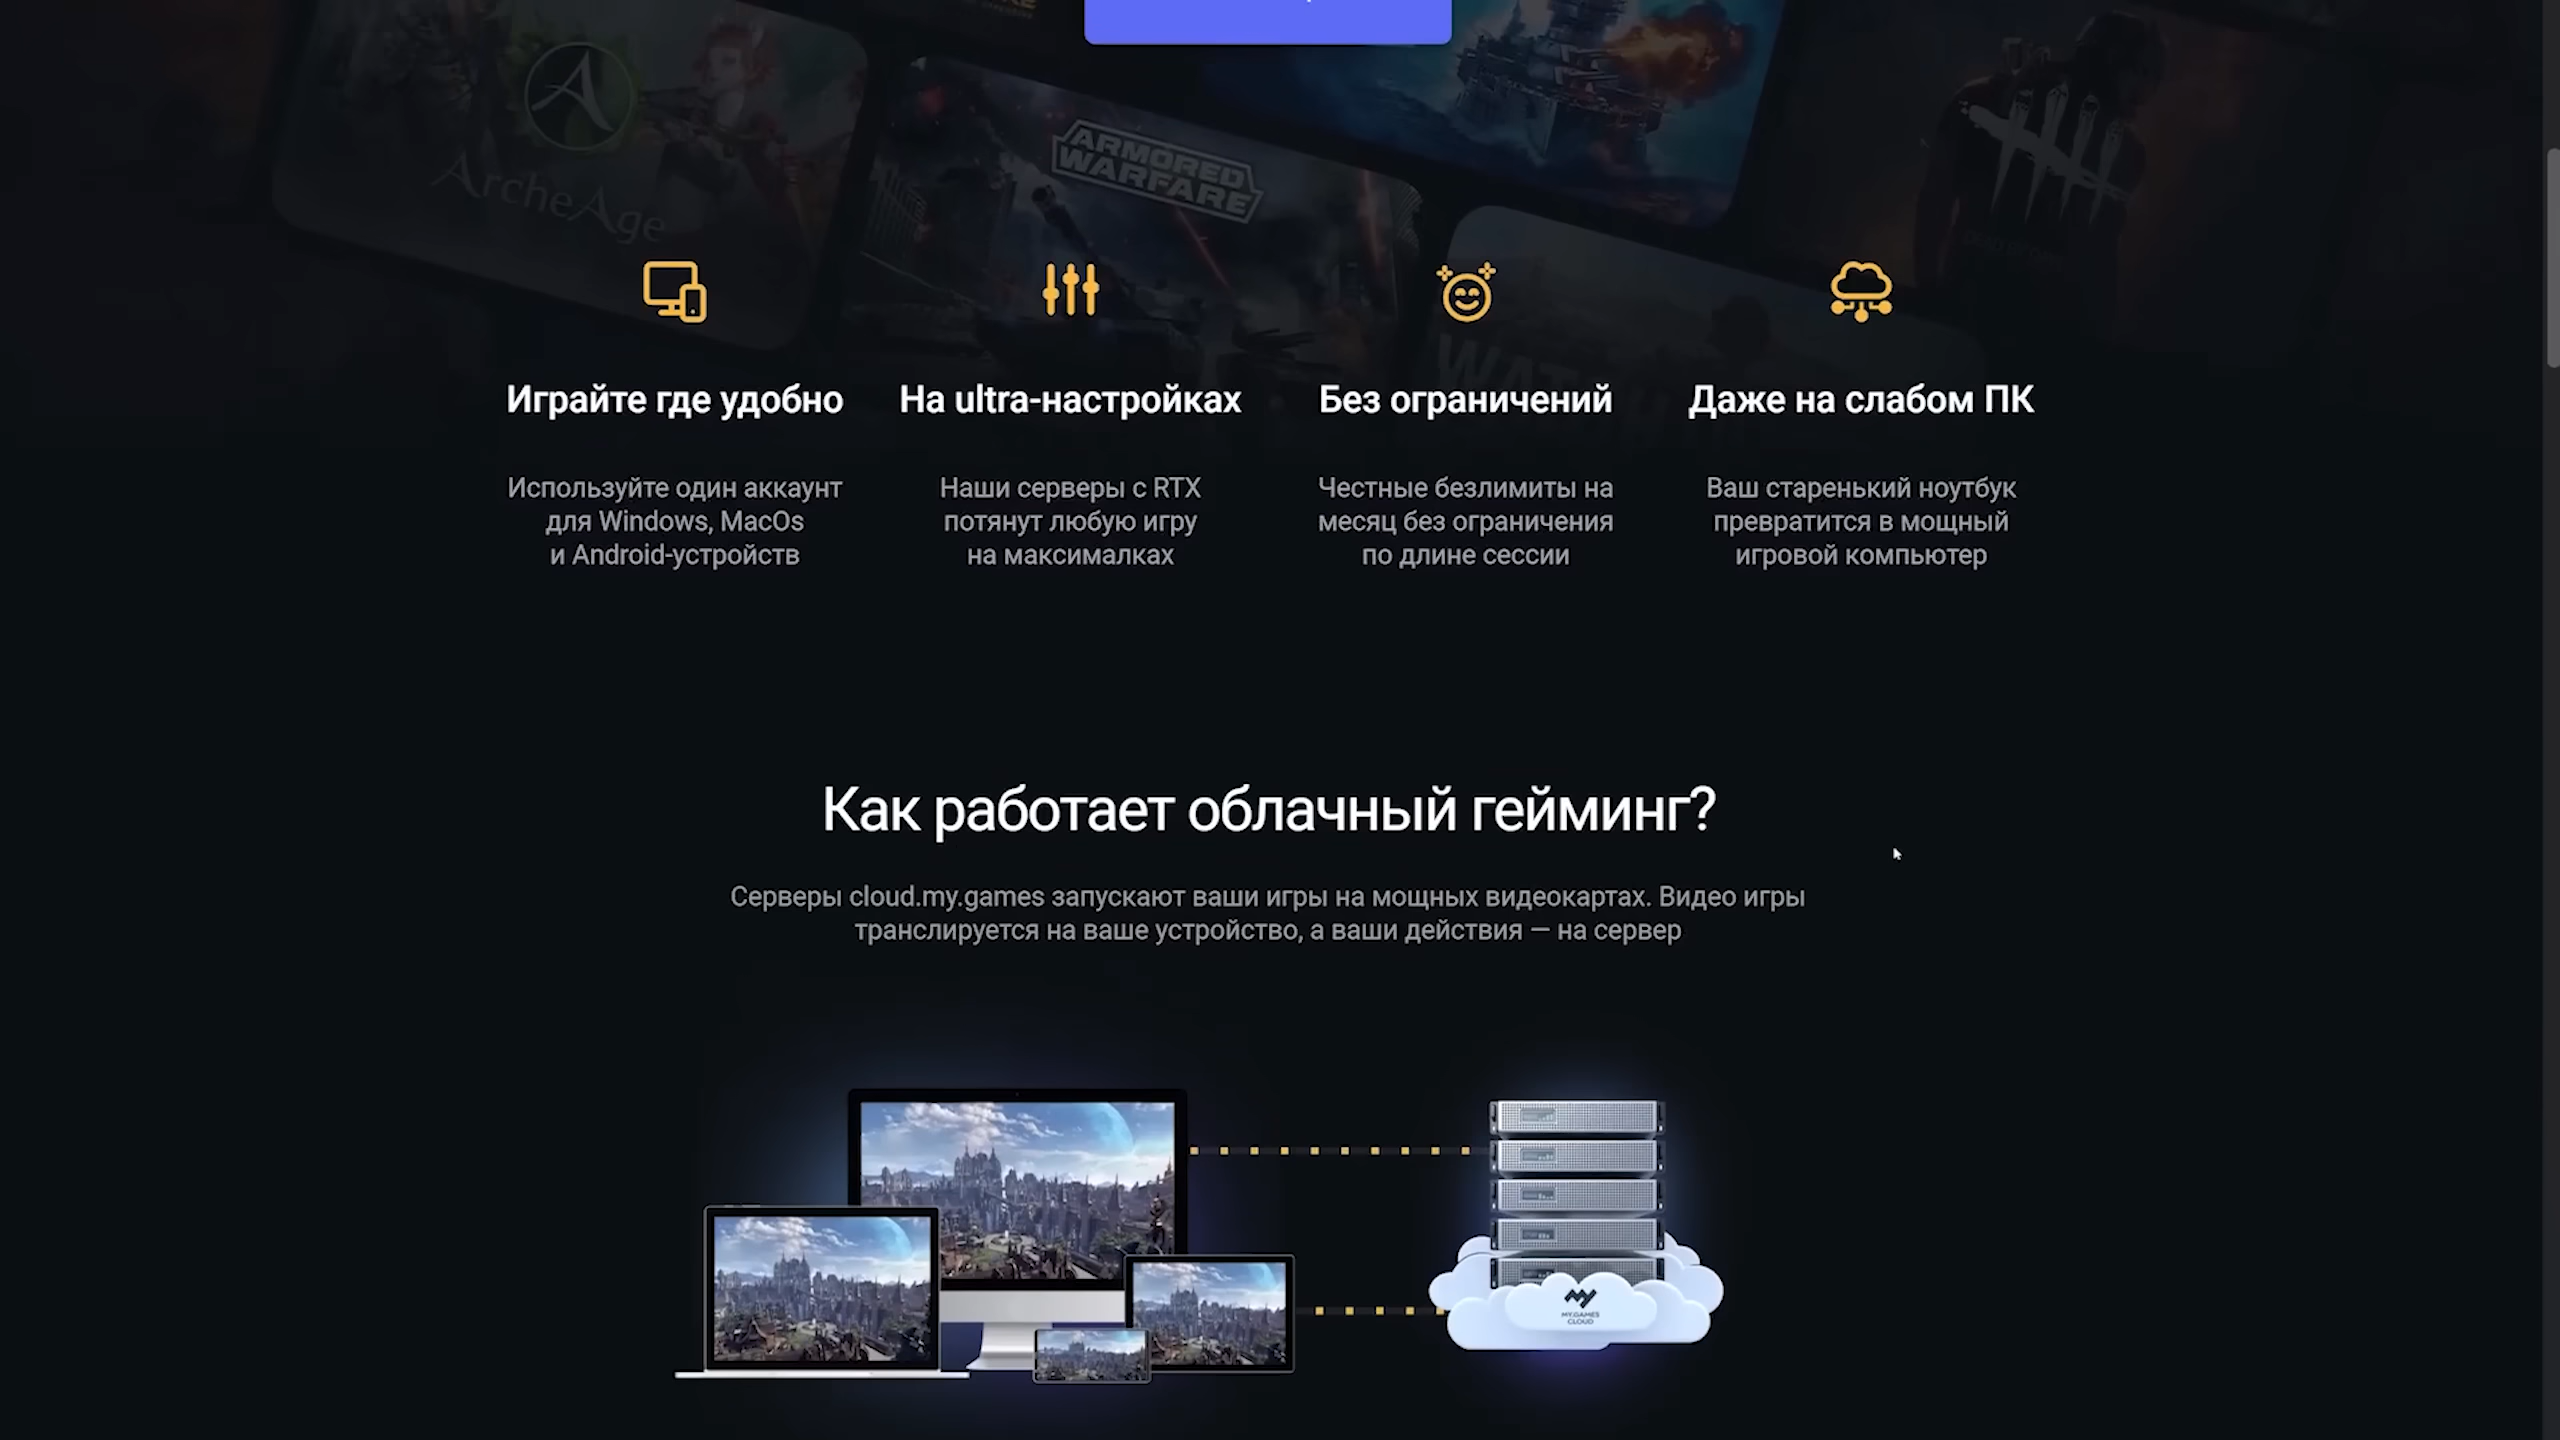 ArcheAge
ARMORED
WARFARE
Играйте где удобно
На ultra-настройках
Без ограничений
Даже на слабом ПК
Используйте один аккаунт
для Windows, MacOs
и Android-устройств
Наши серверы с RTX
потянут любую игру
на максималках
Честные безлимиты на
месяц без ограничения
по длине сессии
Ваш старенький ноутбук
превратится в мощный
игровой компьютер
Как работает облачный гейминг?
Серверы cloud.my.games запускают ваши игры на мощных видеокартах. Видео игры
транслируется на ваше устройство, а ваши действия — на сервер
MY.GAMES
CLOUD